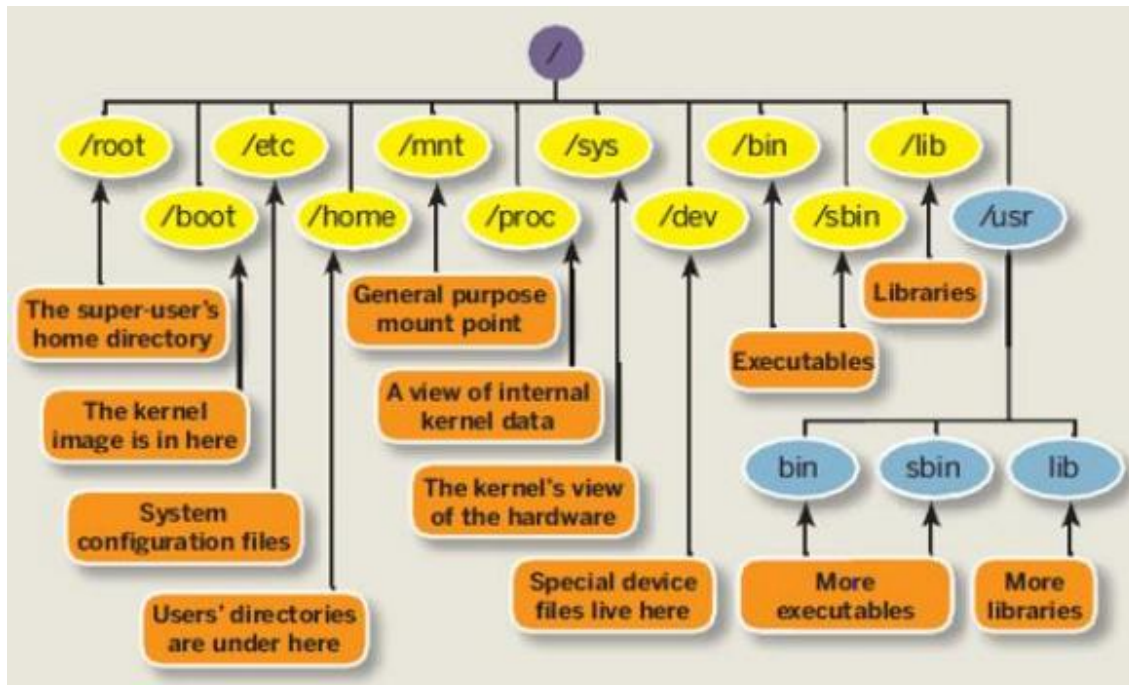 /
/root
/etc
/mnt
/sys
/bin
/lib
/boot
/home
/proc
/dev
/sbin
/usr
The super-user's
home directory
General purpose
mount point
Libraries
Executables
The kernel
image is in here
A view of internal
kernel data
bin
sbin
lib
The kernel's view
of the hardware
System
configuration files
Special device
files live here
More
executables
More
libraries
Users' directories
are under here